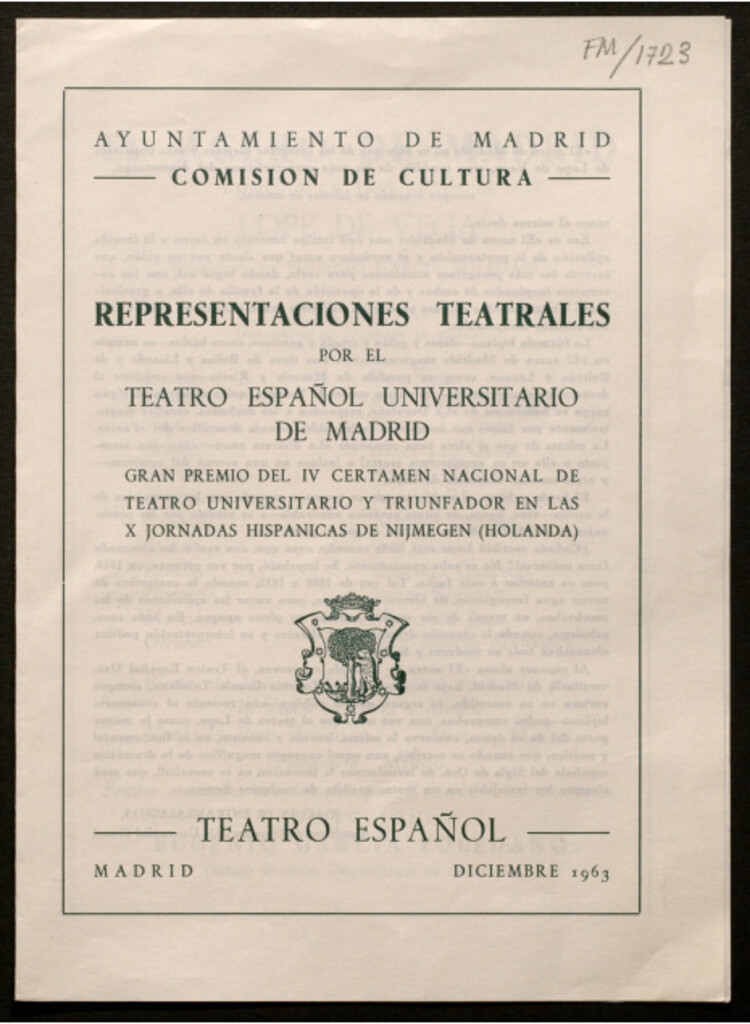 FM/1723
AYUNTAMIENTO DE MADRID
COMISION DE CULTURA
REPRESENTACIONES TEATRALES
POR EL
TEATRO ESPAÑOL UNIVERSITARIO
DE MADRID
GRAN PREMIO DEL IV CERTAMEN NACIONAL DE
TEATRO UNIVERSITARIO Y TRIUNFADOR EN LAS
X JORNADAS HISPANICAS DE NIJMEGEN (HOLANDA)
TEATRO ESPAÑOL
MADRID DICIEMBRE 1963